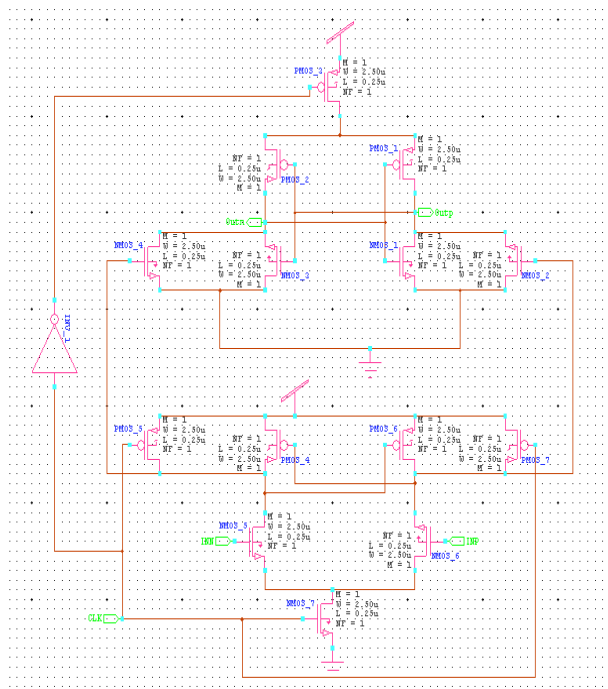 M = 1
PMOS_3
W = 2.50u
L = 0.25u
NF = 1
M = 1
PMOS_1
W = 2.50u
L = 0.25u
NF = 1
NF = 1
L = 0.25u
W = 2.50u
M = 1
PMOS_2
Outp
Outn
M = 1
NMOS_4
W = 2.50u
L = 0.25u
NF = 1
NF = 1
L = 0.25u
W = 2.50u
M = 1
NMOS_3
M = 1
NMOS_1
W = 2.50u
L = 0.25u
NF = 1
NF = 1
L = 0.25u
W = 2.50u
M = 1
NMOS_2
INV_1
M = 1
PMOS_5
W = 2.50u
L = 0.25u
NF = 1
NF = 1
L = 0.25u
W = 2.50u
M = 1
PMOS_4
M = 1
PMOS_6
W = 2.50u
L = 0.25u
NF = 1
NF = 1
L = 0.25u
W = 2.50u
M = 1
PMOS_7
M = 1
NMOS_5
W = 2.50u
L = 0.25u
NF = 1
INN
NF = 1
L = 0.25u
W = 2.50u
M = 1
NMOS_6
INP
M = 1
NMOS_7
W = 2.50u
L = 0.25u
NF = 1
CLK